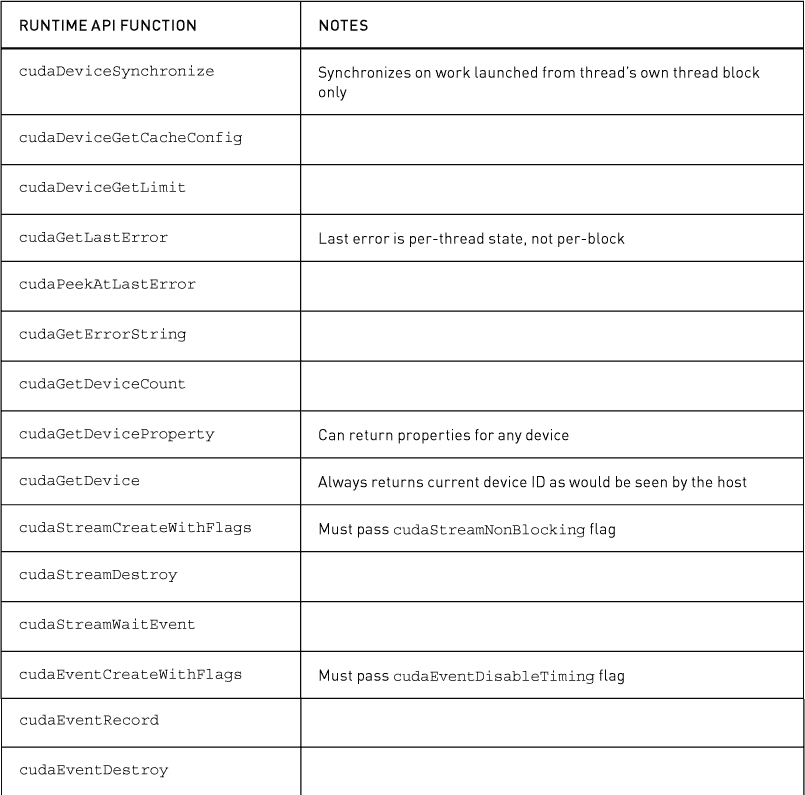 RUNTIME API FUNCTION NOTES
cudaDeviceSynchronize Synchronizes on work launched from thread's own thread block
only
cudaDeviceGetCacheConfig
cudaDeviceGetLimit
cudaGetLastError Last error is per-thread state, not per-block
cudaPeekAtLastError
cudaGetErrorString
cudaGetDeviceCount
cudaGetDeviceProperty Can return properties for any device
cudaGetDevice Always returns current device ID as would be seen by the host
cudaStreamCreateWithFlags Must pass cudaStreamNonBlocking flag
cudaStreamDestroy
cudaStreamWaitEvent
cudaEventCreateWithFlags Must pass cudaEventDisableTiming flag
cudaEventRecord
cudaEventDestroy